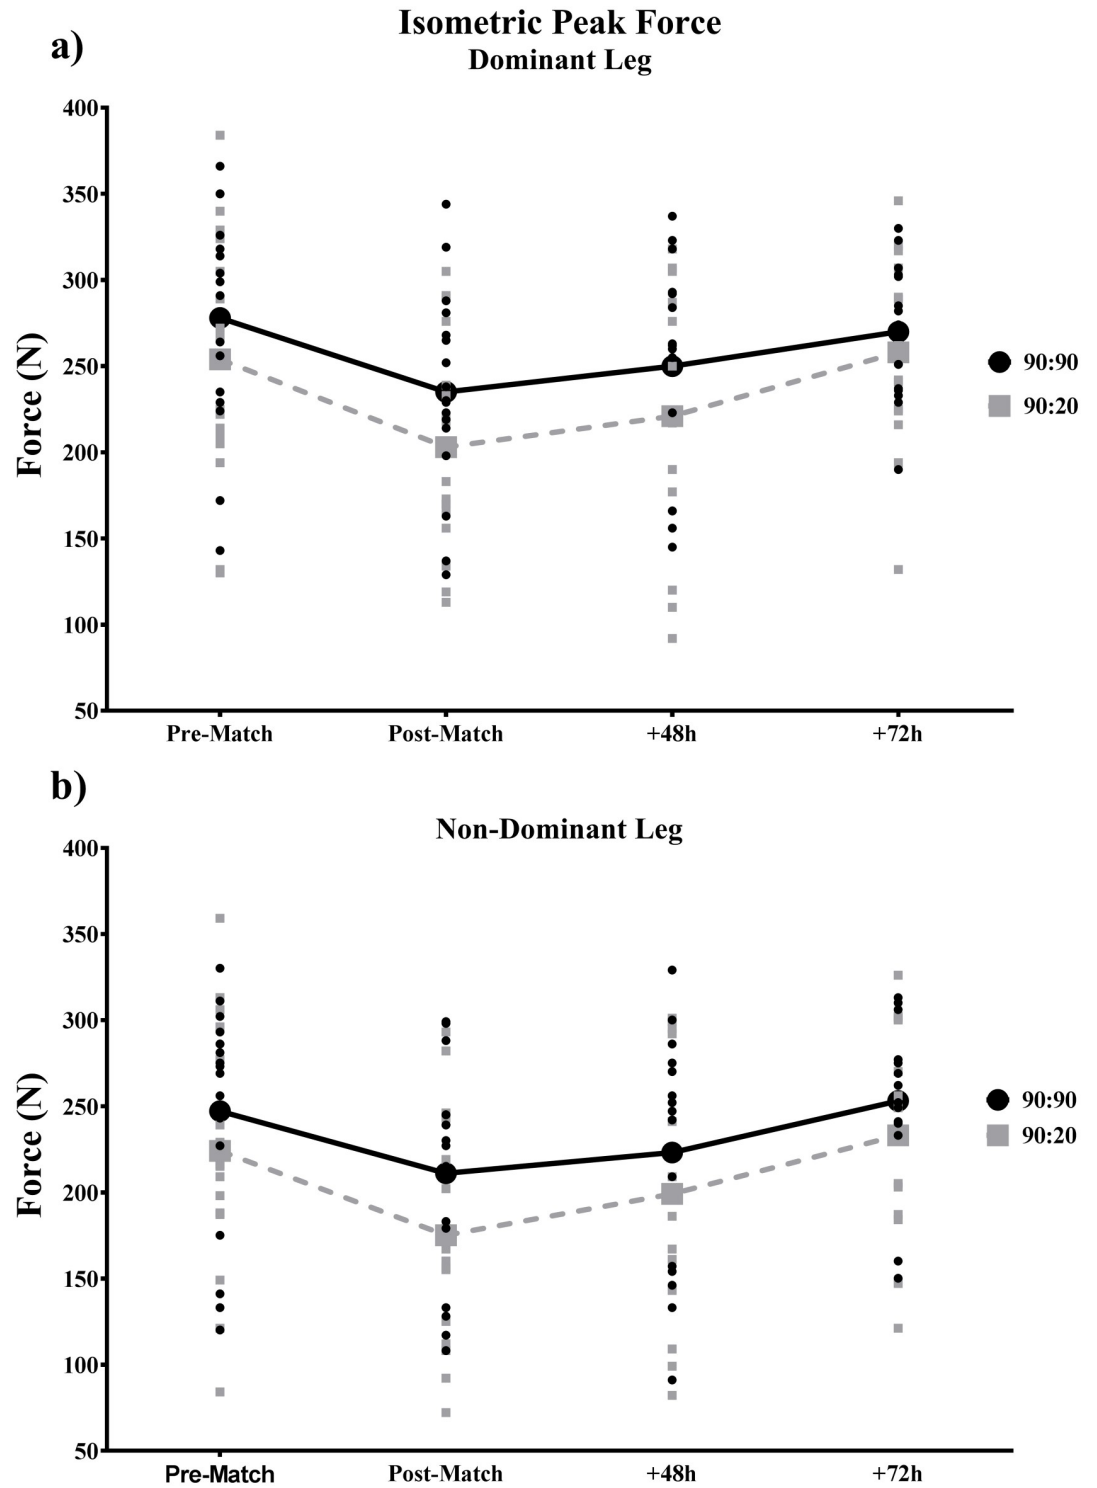 Isometric Peak Force
a)
Dominant Leg
400
350
300
250
200
150
100
50
Force (N)
Pre-Match Post-Match +48h +72h
90:90
90:20
b)
Non-Dominant Leg
400
350
300
250
200
150
100
50
Force (N)
Pre-Match Post-Match +48h +72h
90:90
90:20